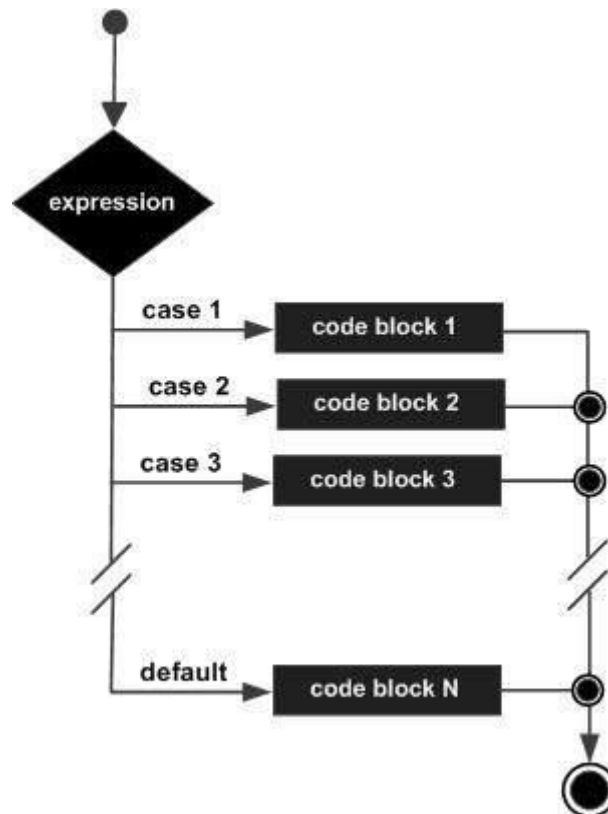 expression
case 1
code block 1
case 2
code block 2
case 3
code block 3
default
code block N